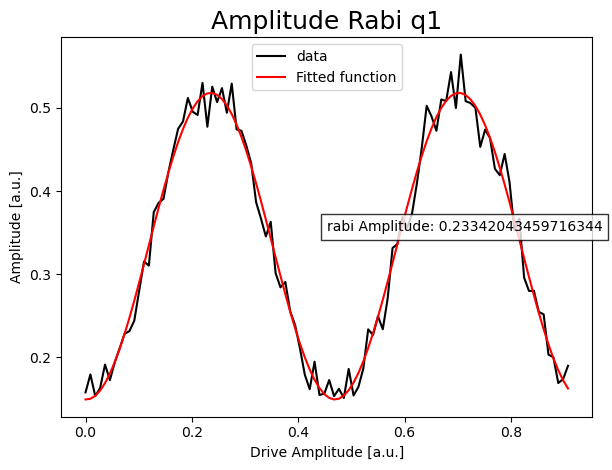 Amplitude Rabi q1
data
Fitted function
0.5
0.4
0.3
0.2
Amplitude [a.u.]
rabi Amplitude: 0.23342043459716344
0.0 0.2 0.4 0.6 0.8
Drive Amplitude [a.u.]